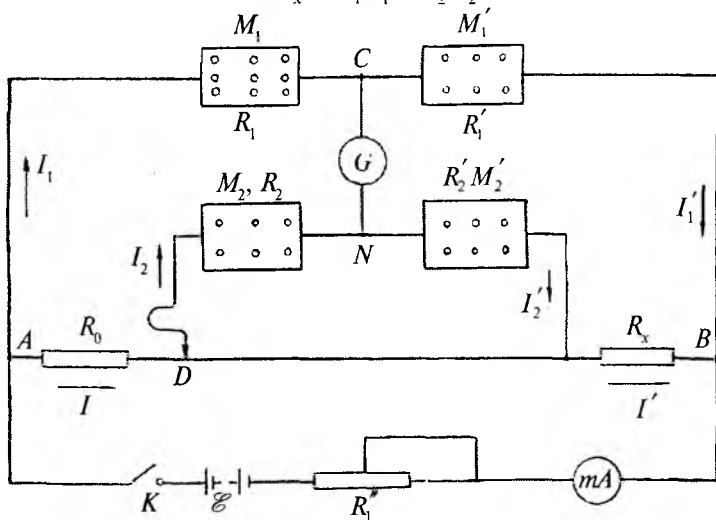 M₁
C
M₁′
R₁
R₁′
G
I₁
M₂, R₂
R₂′ M₂′
I₁′
I₂
N
I₂′
A
R₀
D
Rₓ
B
I
I′
K
ℰ
R₁″
mA